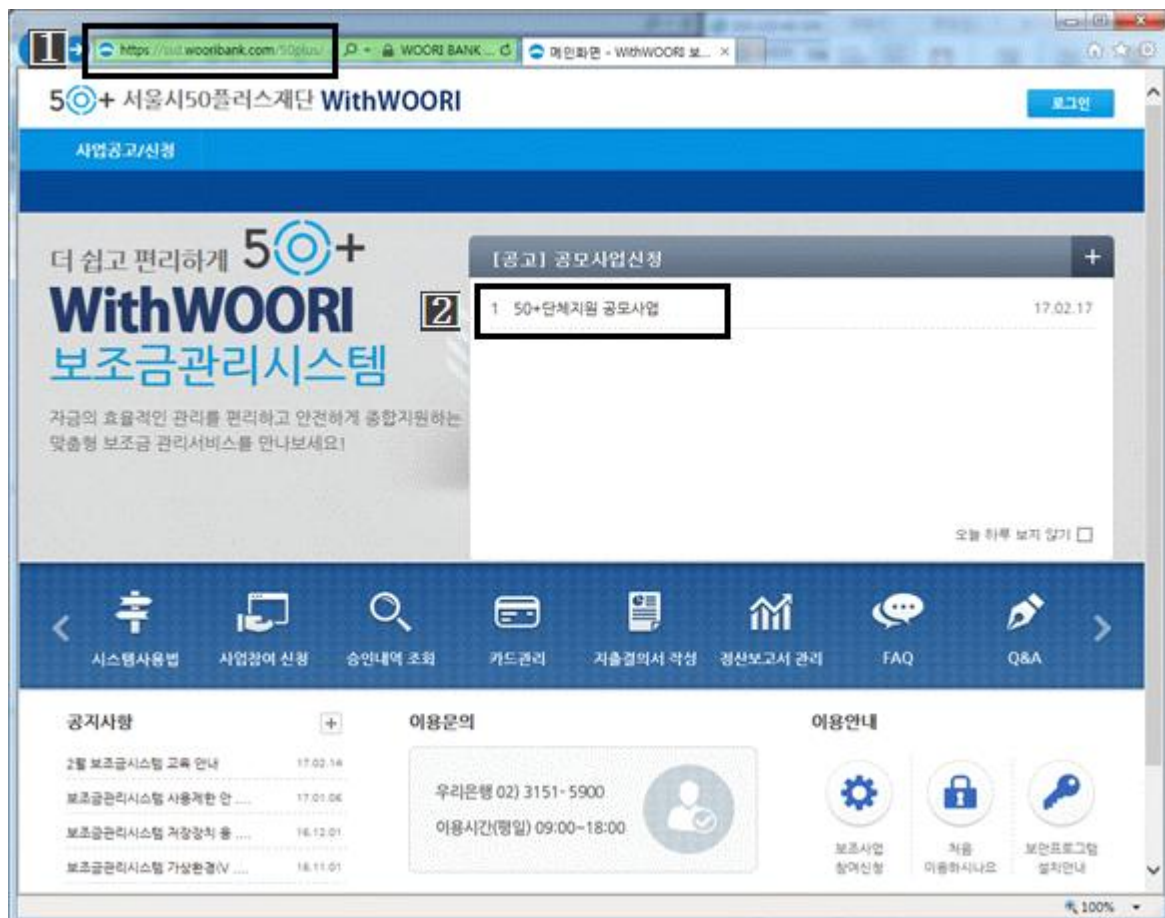 1
https://ssd.wooribank.com/50plus/
WOORI BANK ...
메인화면 - WithWOORI 보...
50+ 서울시50플러스재단 WithWOORI
로그인
사업공고/신청
더 쉽고 편리하게 50+
WithWOORI
보조금관리시스템
자금의 효율적인 관리를 편리하고 안전하게 종합지원하는
맞춤형 보조금 관리서비스를 만나보세요!
[공고] 공모사업신청 +
2
1 50+단체지원 공모사업 17.02.17
오늘 하루 보지 않기
시스템사용법 사업참여 신청 승인내역 조회 카드관리 지출결의서 작성 정산보고서 관리 FAQ Q&A
공지사항 +
2월 보조금시스템 교육 안내 17.02.14
보조금관리시스템 사용제한 안 .... 17.01.06
보조금관리시스템 저장장치 용 .... 16.12.01
보조금관리시스템 가상환경(V .... 16.11.01
이용문의
우리은행 02) 3151- 5900
이용시간(평일) 09:00~18:00
이용안내
보조사업
참여신청
처음
이용하시나요
보안프로그램
설치안내
100%